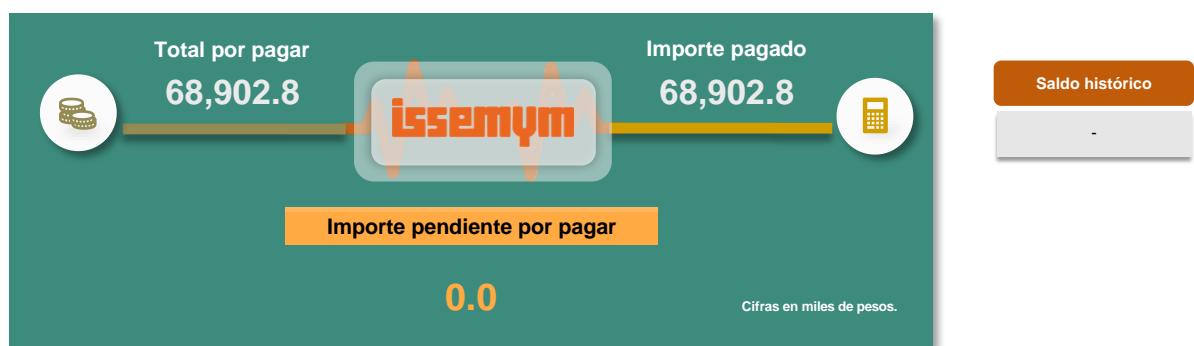 Total por pagar
68,902.8
issemym
Importe pagado
68,902.8
Importe pendiente por pagar
0.0
Cifras en miles de pesos.
Saldo histórico
-